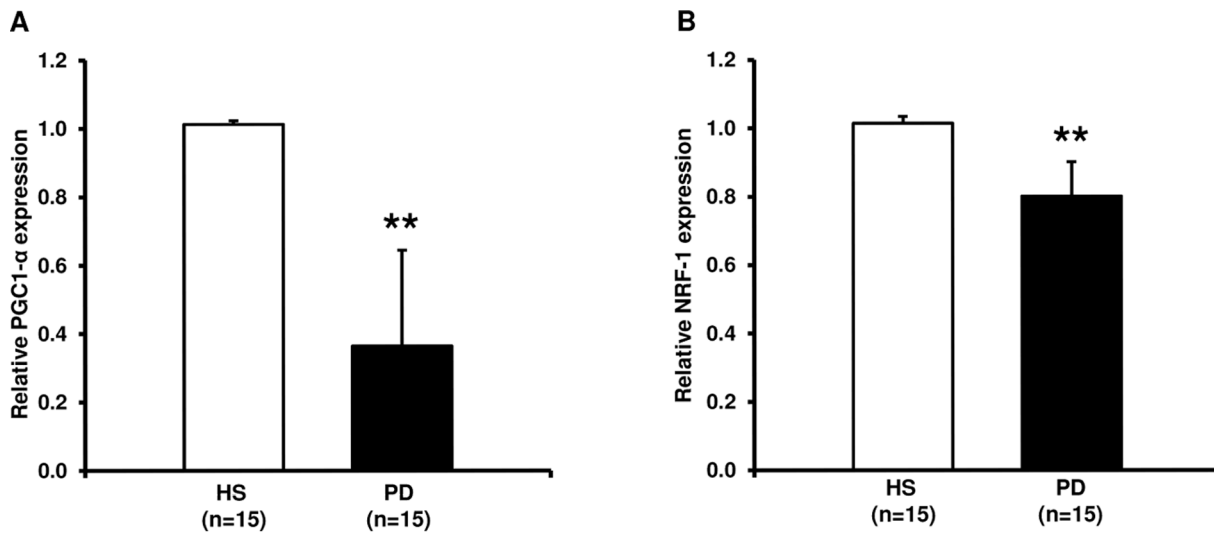 A
Relative PGC1-α expression
1.2
1.0
0.8
0.6
0.4
0.2
0.0
**
HS
(n=15)
PD
(n=15)
B
Relative NRF-1 expression
1.2
1.0
0.8
0.6
0.4
0.2
0.0
**
HS
(n=15)
PD
(n=15)